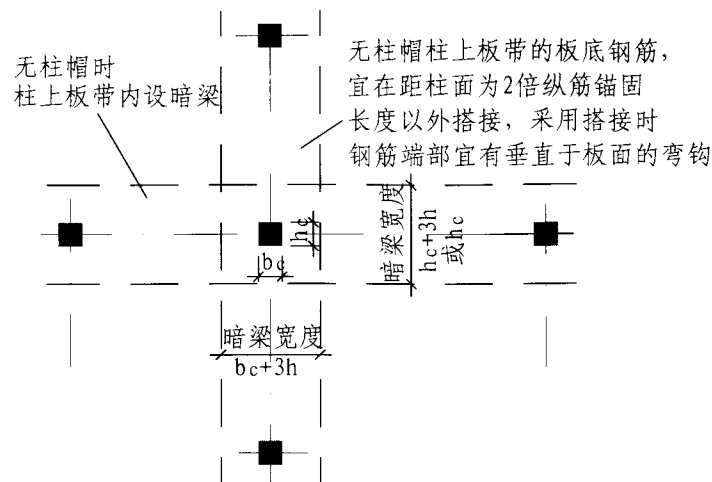 无柱帽时
柱上板带内设暗梁
无柱帽柱上板带的板底钢筋,
宜在距柱面为2倍纵筋锚固
长度以外搭接, 采用搭接时
钢筋端部宜有垂直于板面的弯钩
hc
bc
暗梁宽度
hc+3h
或hc
暗梁宽度
bc+3h